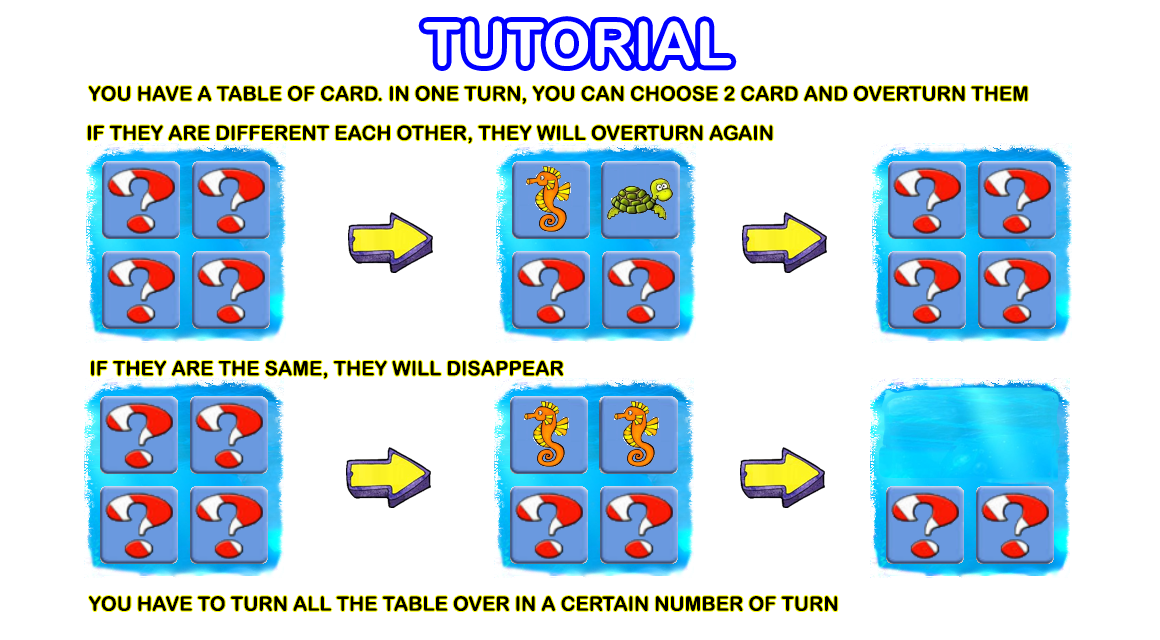 TUTORIAL
YOU HAVE A TABLE OF CARD. IN ONE TURN, YOU CAN CHOOSE 2 CARD AND OVERTURN THEM
IF THEY ARE DIFFERENT EACH OTHER, THEY WILL OVERTURN AGAIN
? ? ? ?
? ? ? ?
? ? ? ?
IF THEY ARE THE SAME, THEY WILL DISAPPEAR
? ?
? ? ? ? ? ?
YOU HAVE TO TURN ALL THE TABLE OVER IN A CERTAIN NUMBER OF TURN